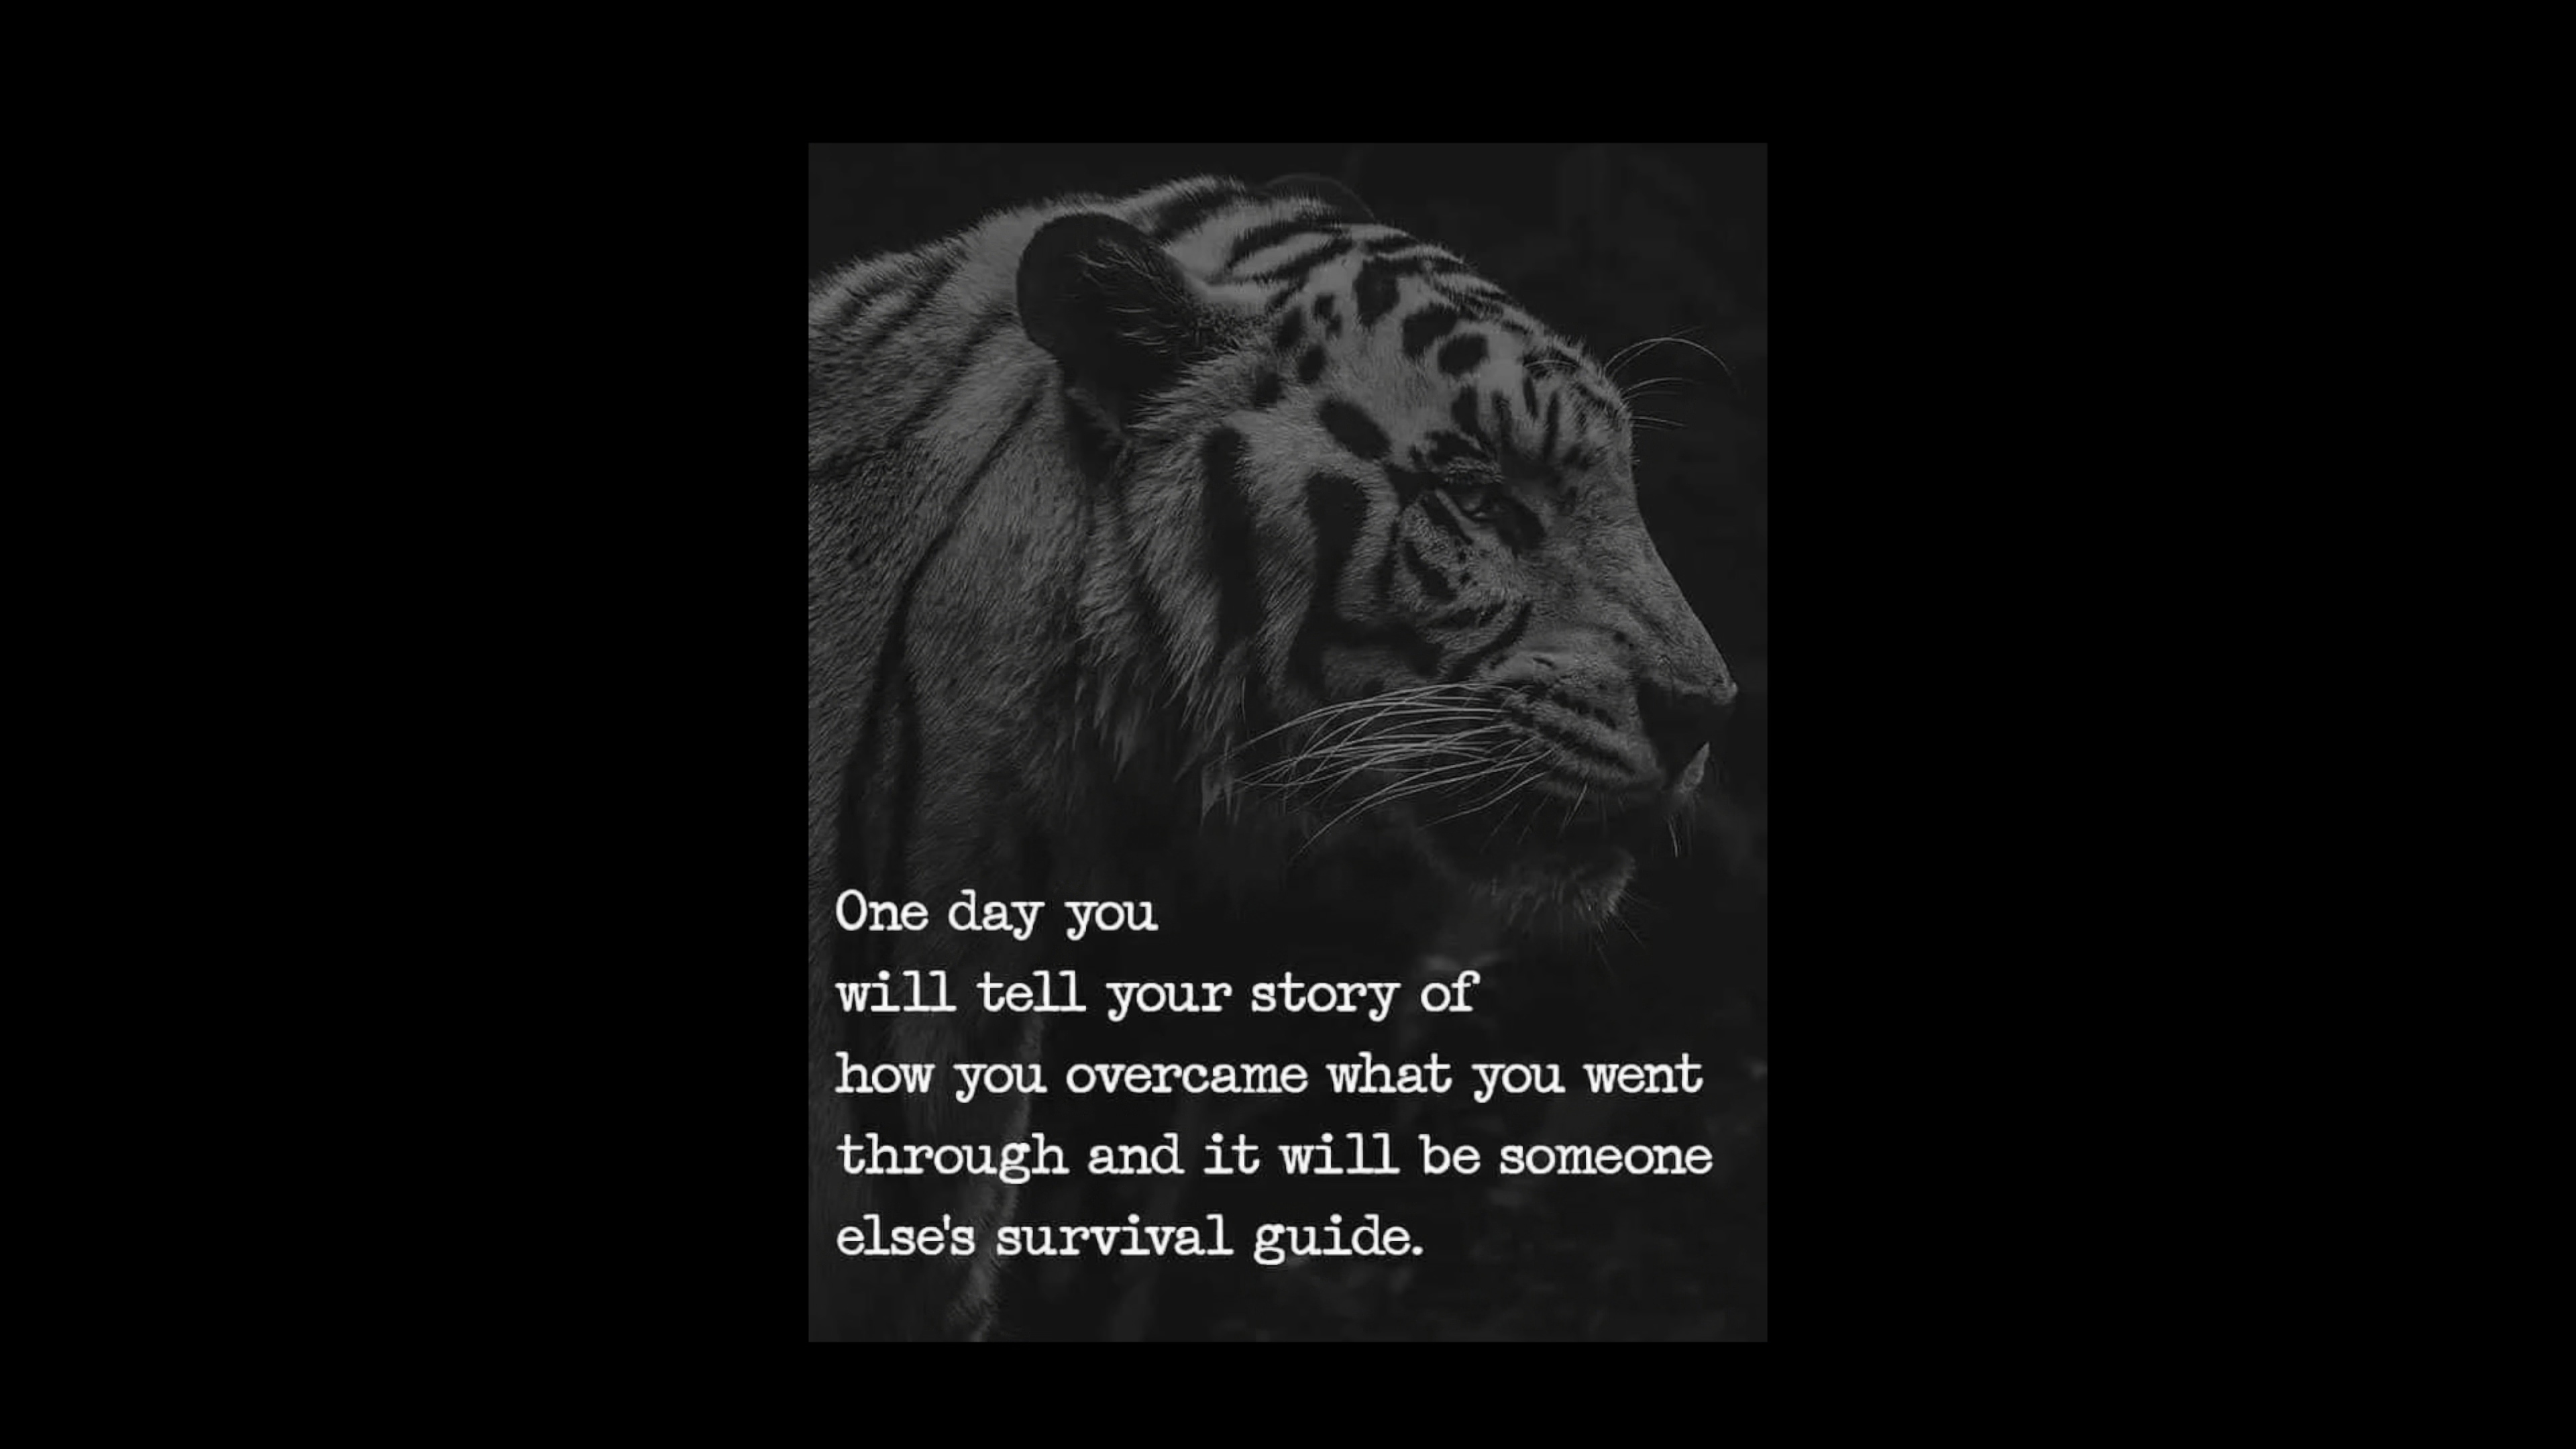 One day you
will tell your story of
how you overcame what you went
through and it will be someone
else's survival guide.